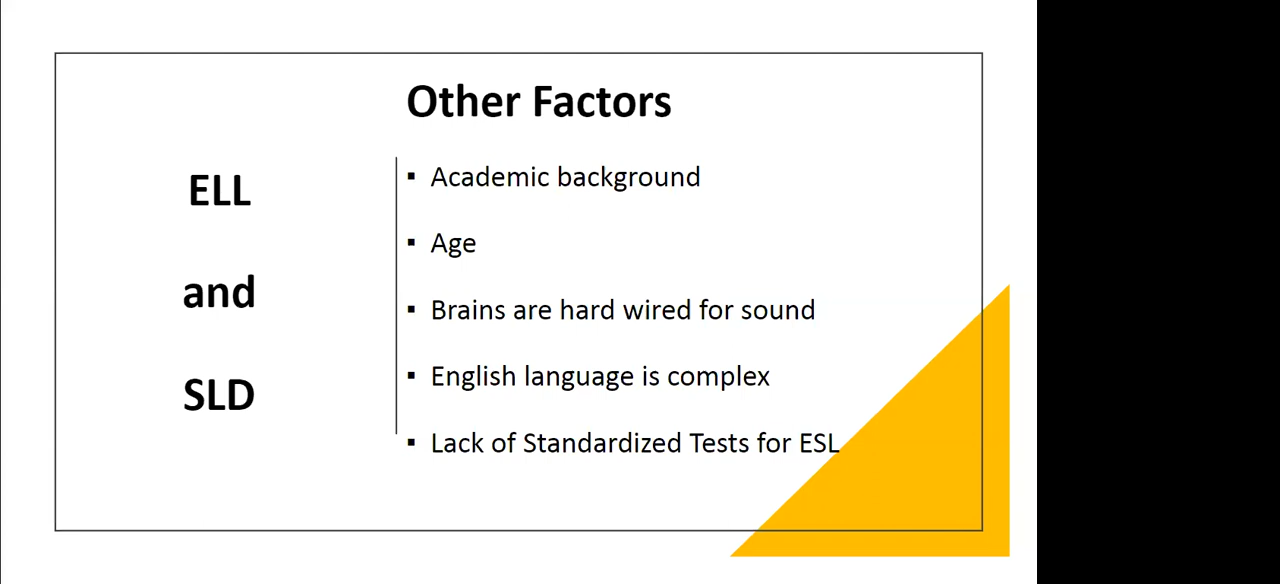 Other Factors
ELL
and
SLD
▪ Academic background
▪ Age
▪ Brains are hard wired for sound
▪ English language is complex
▪ Lack of Standardized Tests for ESL